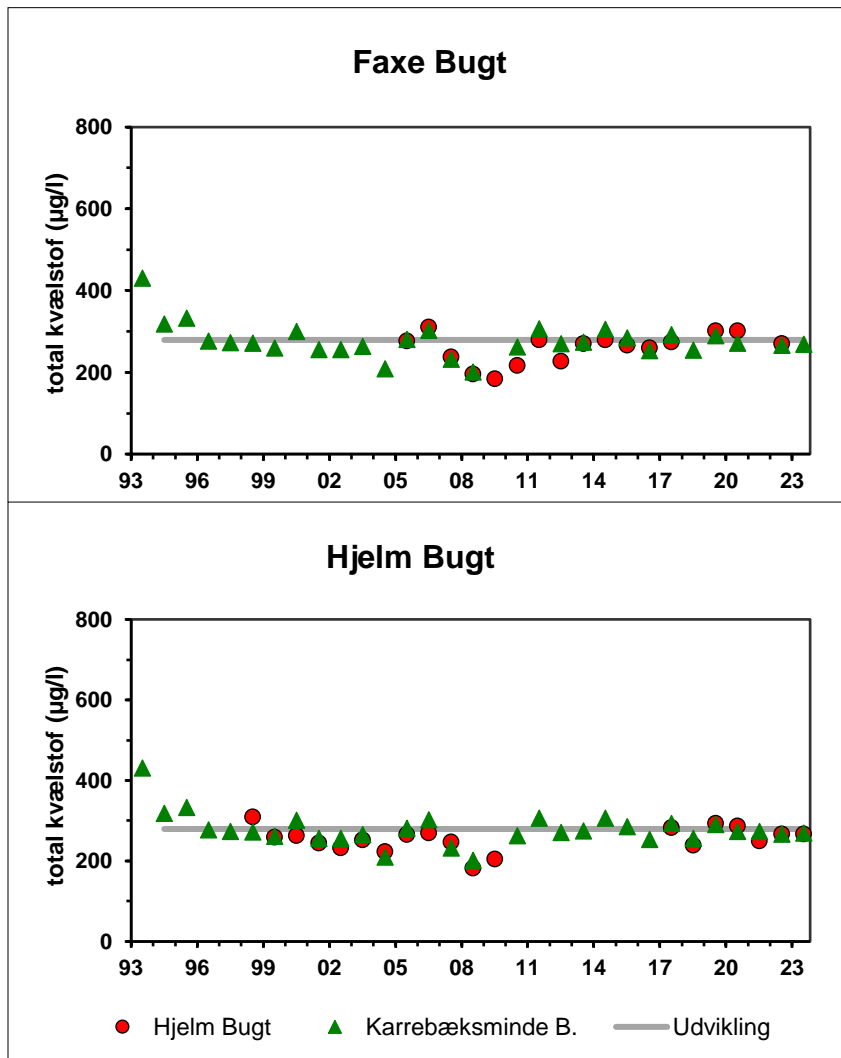 Faxe Bugt
total kvælstof (µg/l)
800
600
400
200
0
93 96 99 02 05 08 11 14 17 20 23
Hjelm Bugt
total kvælstof (µg/l)
800
600
400
200
0
93 96 99 02 05 08 11 14 17 20 23
Hjelm Bugt Karrebæksminde B. Udvikling